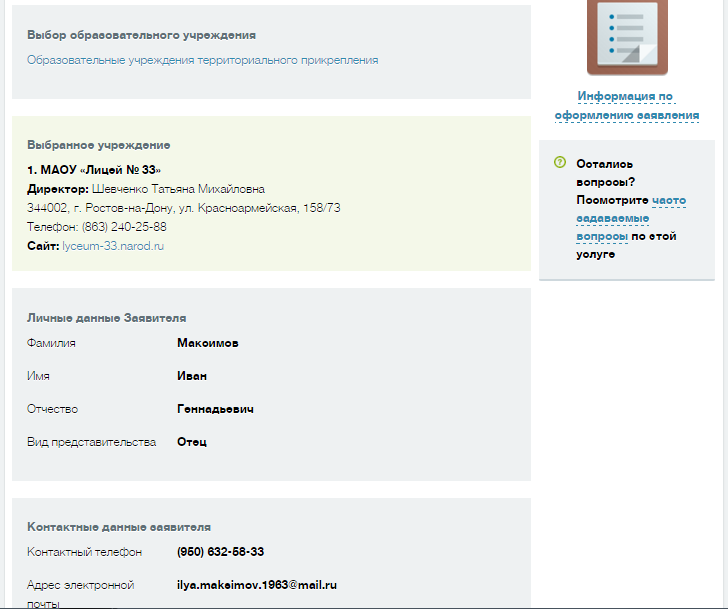 Выбор образовательного учреждения
Образовательные учреждения территориального прикрепления
Выбранное учреждение
1. МАОУ «Лицей № 33»
Директор: Шевченко Татьяна Михайловна
344002, г. Ростов-на-Дону, ул. Красноармейская, 158/73
Телефон: (863) 240-25-88
Сайт: lyceum-33.narod.ru
Личные данные Заявителя
Фамилия Максимов
Имя Иван
Отчество Геннадьевич
Вид представительства Отец
Контактные данные заявителя
Контактный телефон (950) 632-58-33
Адрес электронной ilya.maksimov.1963@mail.ru
почты
Информация по
оформлению заявления
Остались
вопросы?
Посмотрите часто
задаваемые
вопросы по этой
услуге